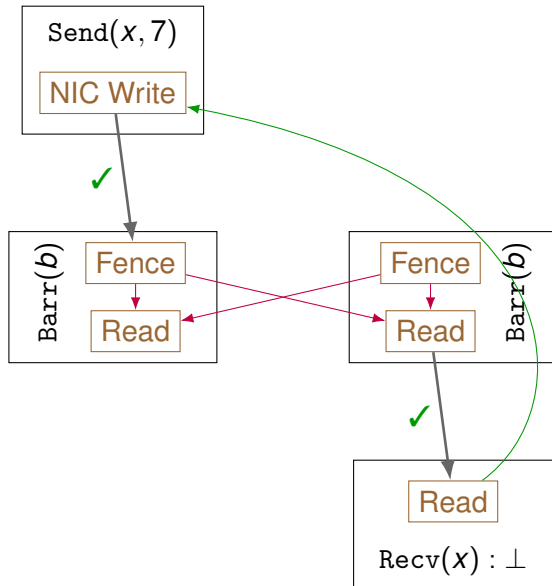 Send(x, 7)
NIC Write
✓
Barr(b)
Fence
Read
Fence
Read
Barr(b)
✓
Read
Recv(x) : ⊥